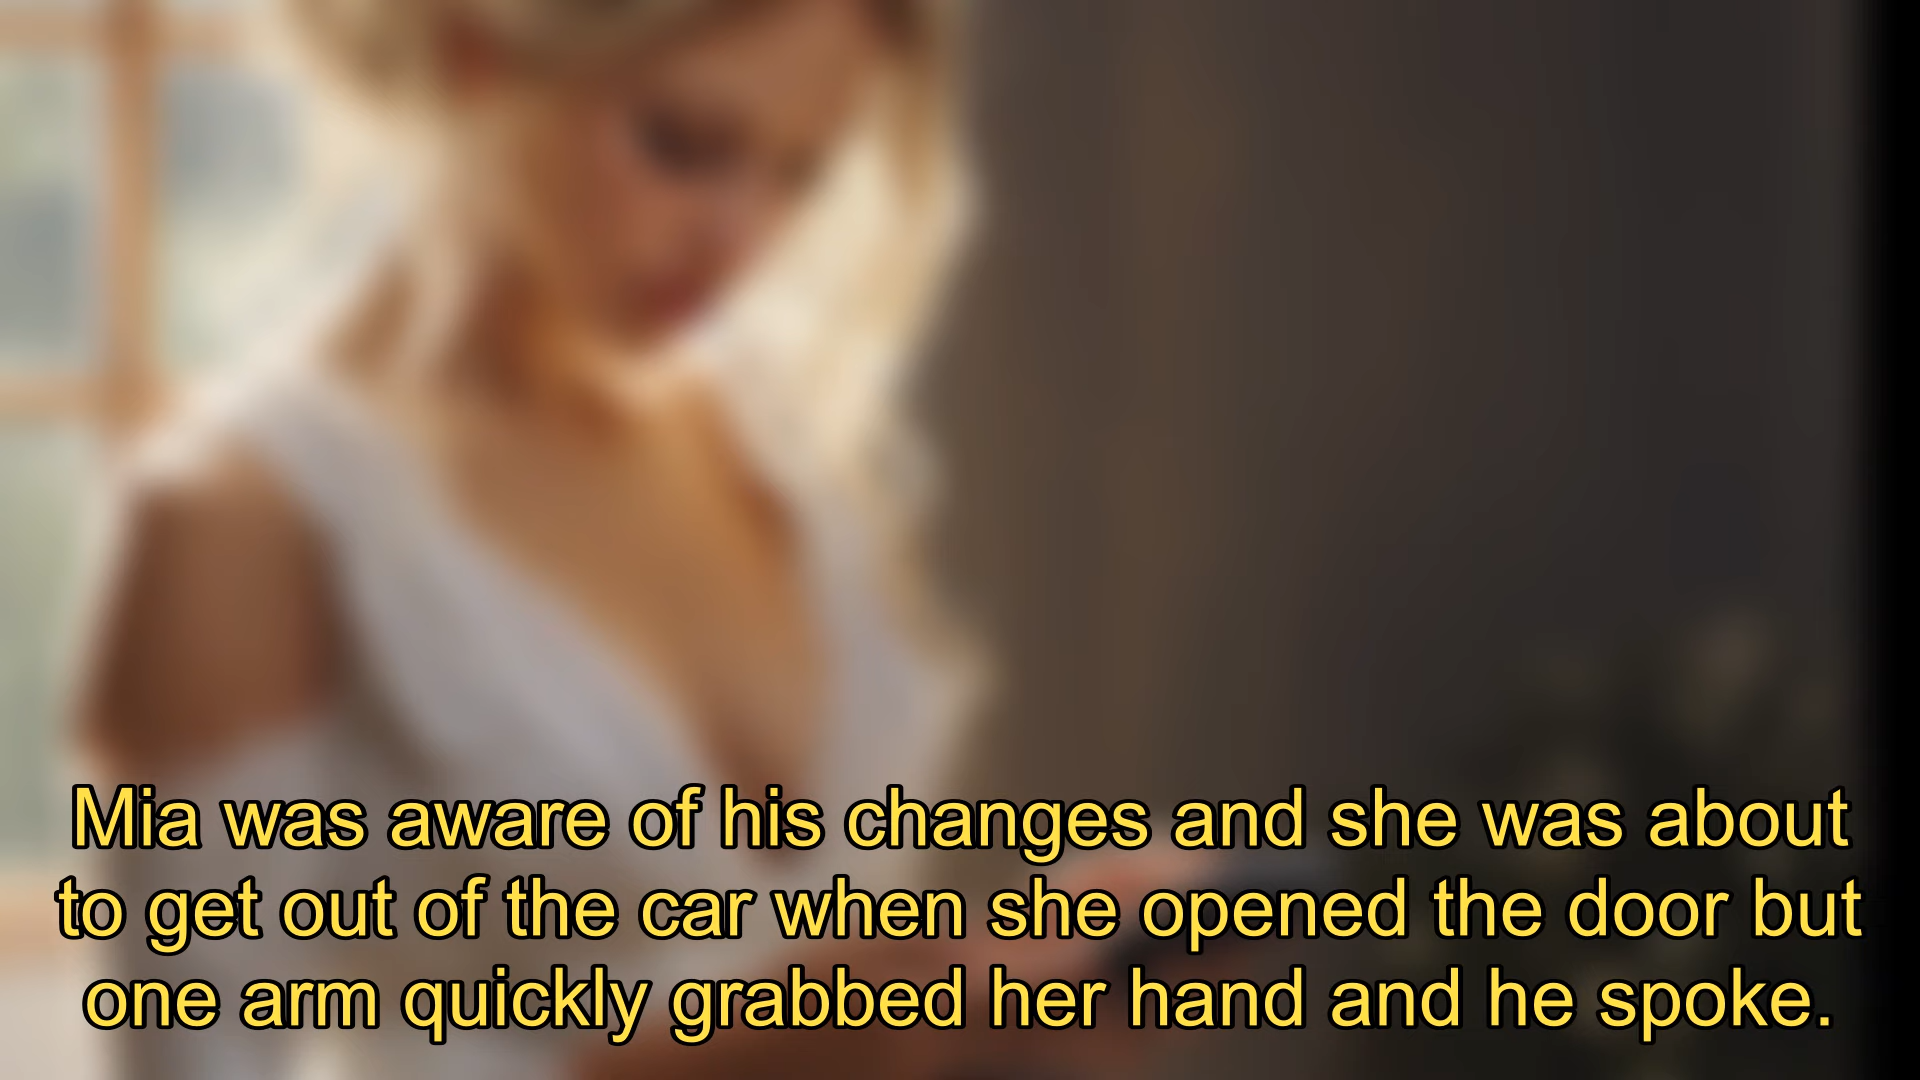 Mia was aware of his changes and she was about
to get out of the car when she opened the door but
one arm quickly grabbed her hand and he spoke.